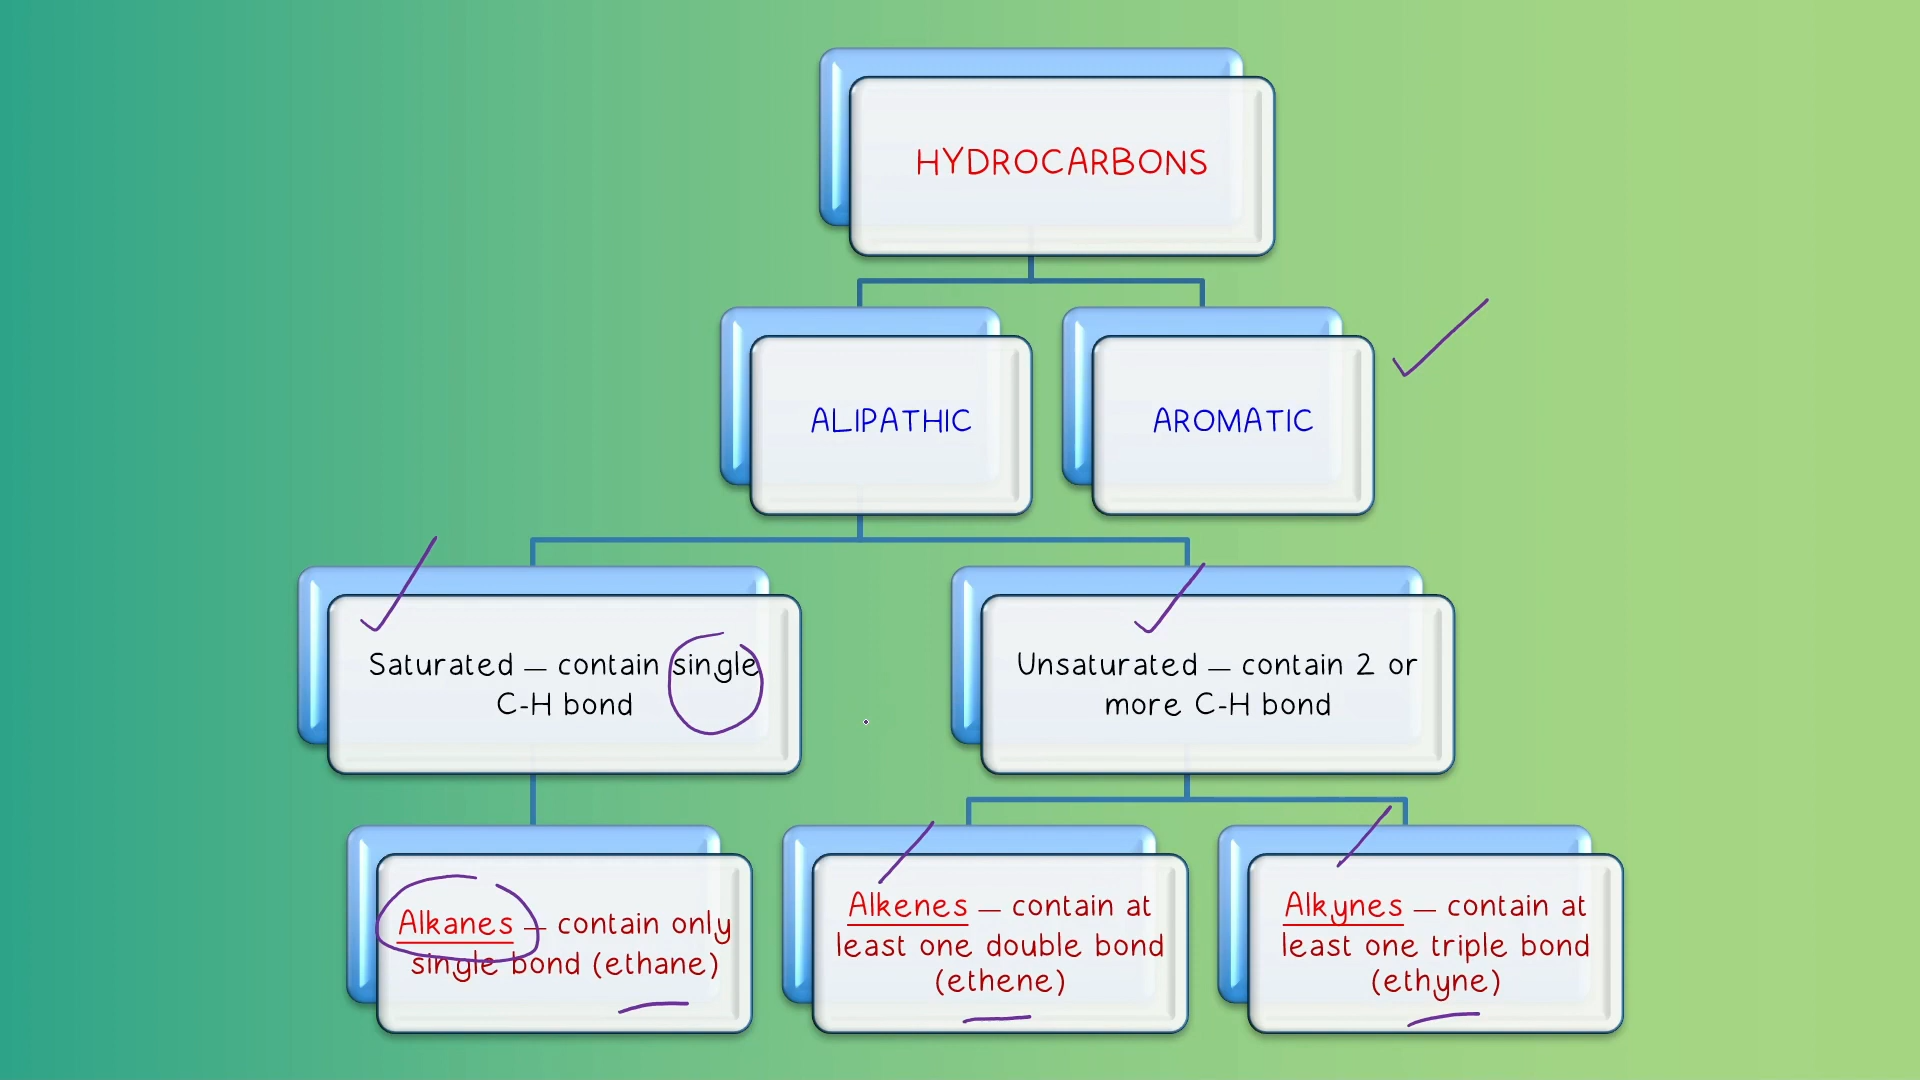 HYDROCARBONS
ALIPATHIC
AROMATIC
Saturated – contain single
C-H bond
Unsaturated – contain 2 or
more C-H bond
Alkanes – contain only
single bond (ethane)
Alkenes – contain at
least one double bond
(ethene)
Alkynes – contain at
least one triple bond
(ethyne)